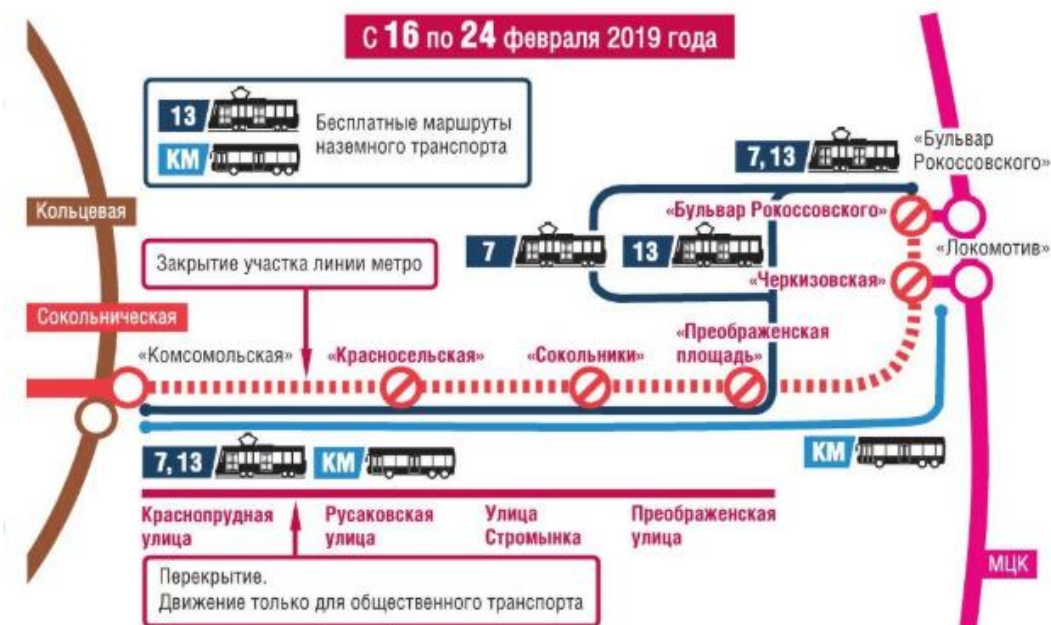 С 16 по 24 февраля 2019 года
13
Бесплатные маршруты
наземного транспорта
КМ
7, 13
«Бульвар
Рокоссовского»
Кольцевая
«Бульвар Рокоссовского»
7
13
«Локомотив»
Закрытие участка линии метро
«Черкизовская»
Сокольническая
«Комсомольская»
«Красносельская»
«Сокольники»
«Преображенская
площадь»
7, 13
КМ
КМ
Краснопрудная
улица
Русаковская
улица
Улица
Стромынка
Преображенская
улица
МЦК
Перекрытие.
Движение только для общественного транспорта